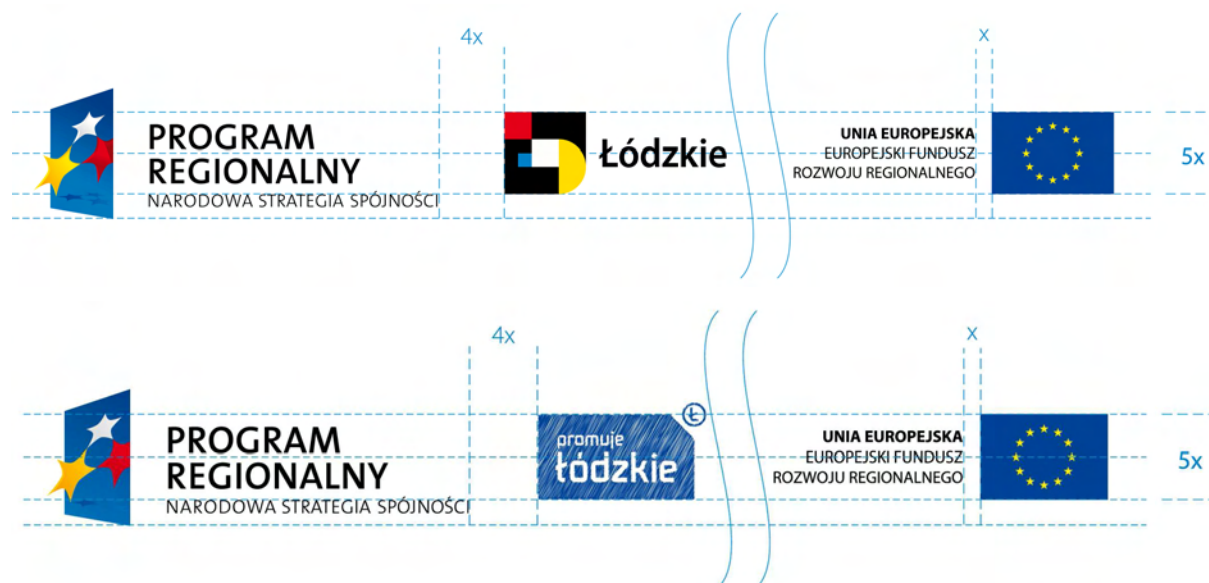 4x
x
PROGRAM
REGIONALNY
NARODOWA STRATEGIA SPÓJNOŚCI
Łódzkie
UNIA EUROPEJSKA
EUROPEJSKI FUNDUSZ
ROZWOJU REGIONALNEGO
5x
4x
x
PROGRAM
REGIONALNY
NARODOWA STRATEGIA SPÓJNOŚCI
Ł
promuje
łódzkie
UNIA EUROPEJSKA
EUROPEJSKI FUNDUSZ
ROZWOJU REGIONALNEGO
5x